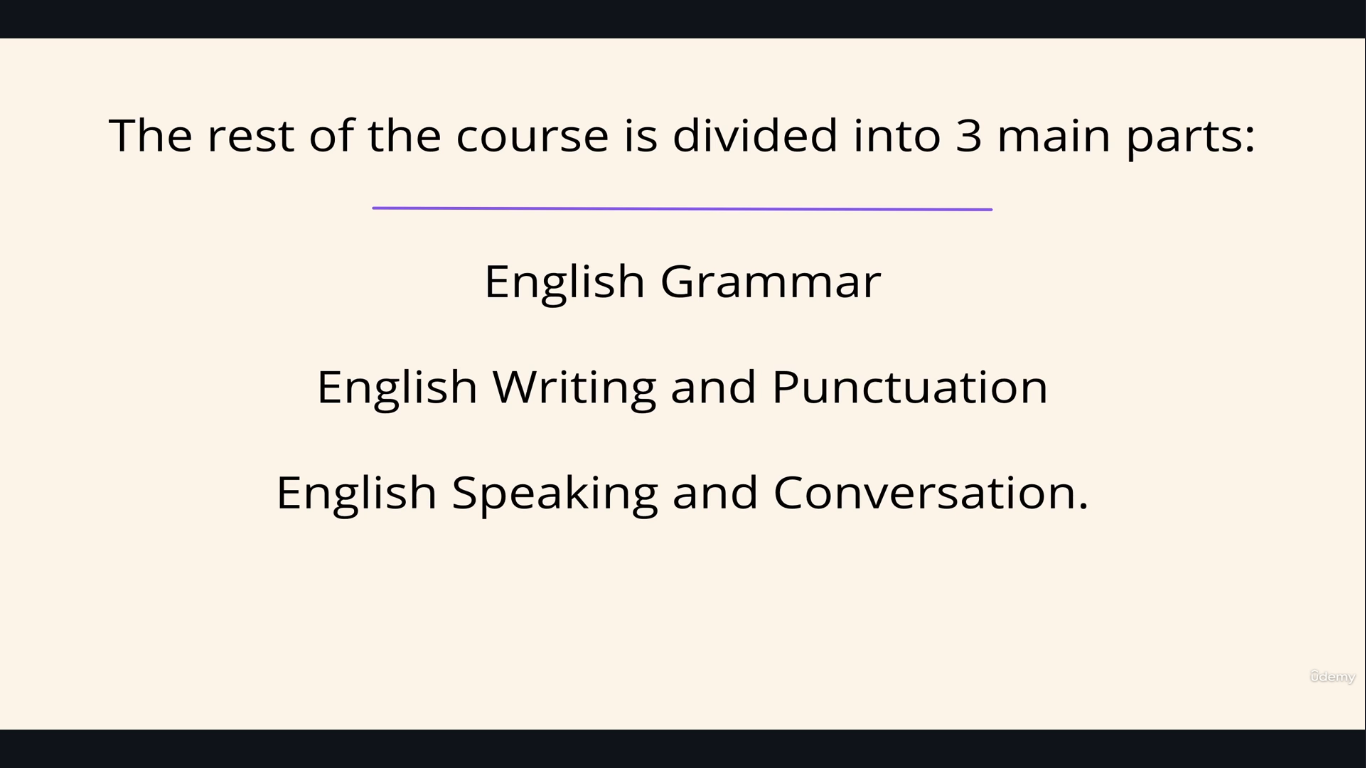 The rest of the course is divided into 3 main parts:
English Grammar
English Writing and Punctuation
English Speaking and Conversation.
ûdemy